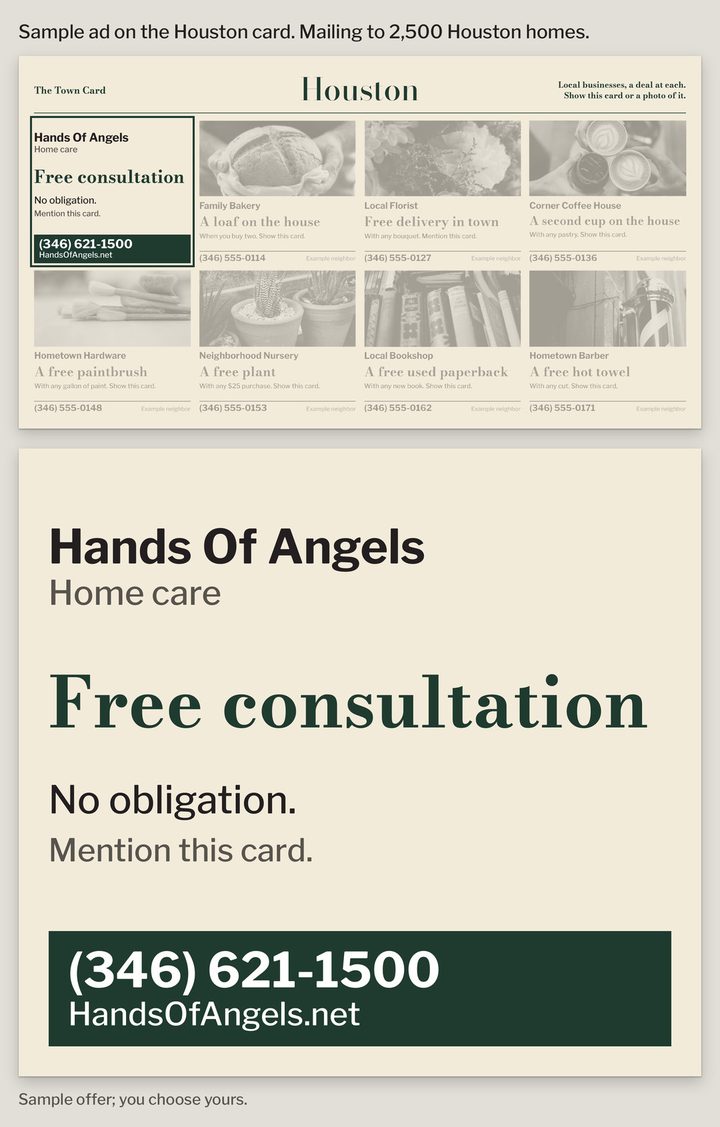 Sample ad on the Houston card. Mailing to 2,500 Houston homes.
The Town Card
Houston
Local businesses, a deal at each.
Show this card or a photo of it.
Hands Of Angels
Home care
Free consultation
No obligation.
Mention this card.
(346) 621-1500
HandsOfAngels.net
Family Bakery
A loaf on the house
When you buy two. Show this card.
(346) 555-0114 Example neighbor
Local Florist
Free delivery in town
With any bouquet. Mention this card.
(346) 555-0127 Example neighbor
Corner Coffee House
A second cup on the house
With any pastry. Show this card.
(346) 555-0136 Example neighbor
Hometown Hardware
A free paintbrush
With any gallon of paint. Show this card.
(346) 555-0148 Example neighbor
Neighborhood Nursery
A free plant
With any $25 purchase. Show this card.
(346) 555-0153 Example neighbor
Local Bookshop
A free used paperback
With any new book. Show this card.
(346) 555-0162 Example neighbor
Hometown Barber
A free hot towel
With any cut. Show this card.
(346) 555-0171 Example neighbor
Hands Of Angels
Home care
Free consultation
No obligation.
Mention this card.
(346) 621-1500
HandsOfAngels.net
Sample offer; you choose yours.